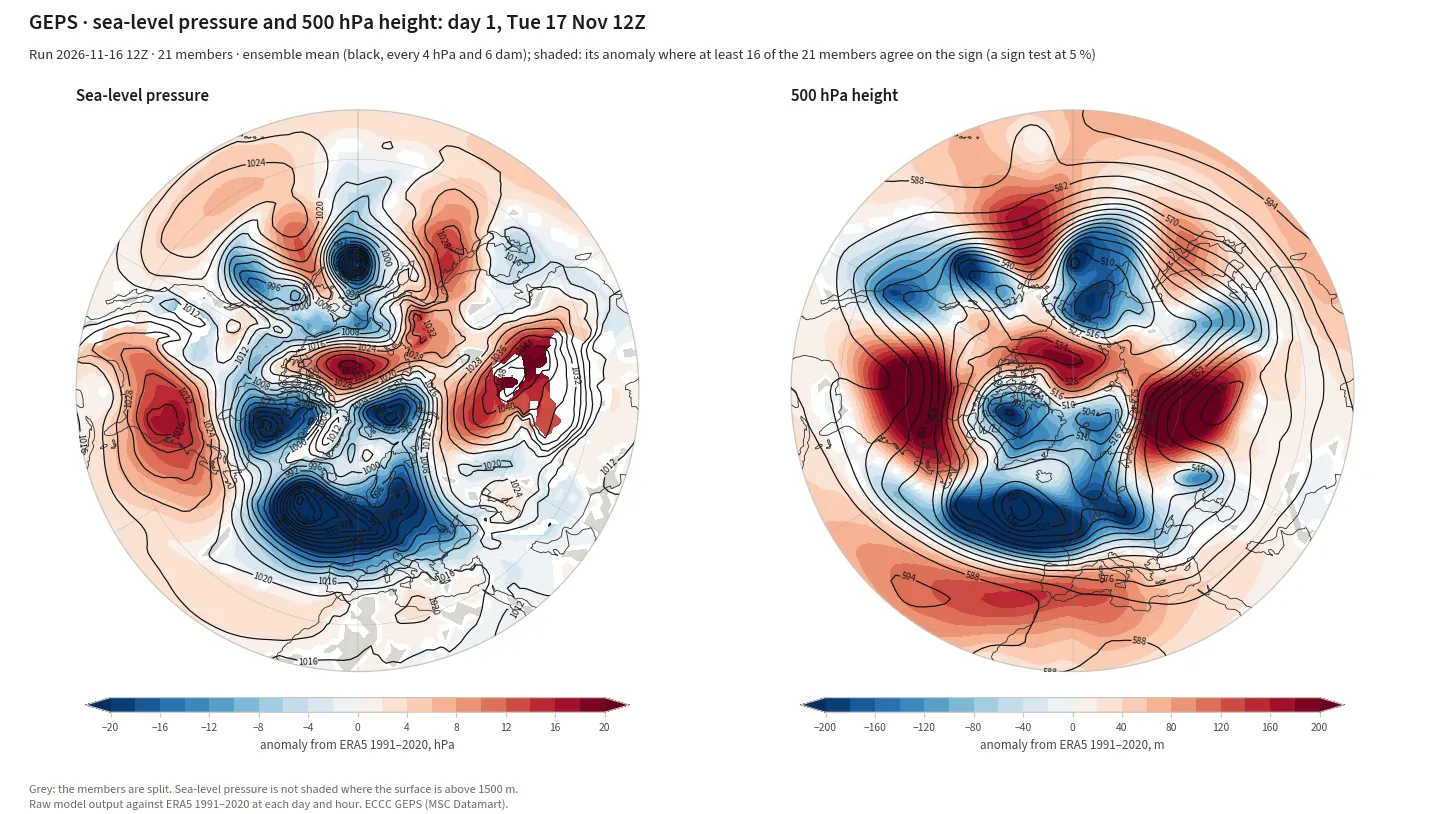 GEPS · sea-level pressure and 500 hPa height: day 1, Tue 17 Nov 12Z
Run 2026-11-16 12Z · 21 members · ensemble mean (black, every 4 hPa and 6 dam); shaded: its anomaly where at least 16 of the 21 members agree on the sign (a sign test at 5 %)
Sea-level pressure
500 hPa height
−20 −16 −12 −8 −4 0 4 8 12 16 20
anomaly from ERA5 1991–2020, hPa
−200 −160 −120 −80 −40 0 40 80 120 160 200
anomaly from ERA5 1991–2020, m
Grey: the members are split. Sea-level pressure is not shaded where the surface is above 1500 m.
Raw model output against ERA5 1991–2020 at each day and hour. ECCC GEPS (MSC Datamart).